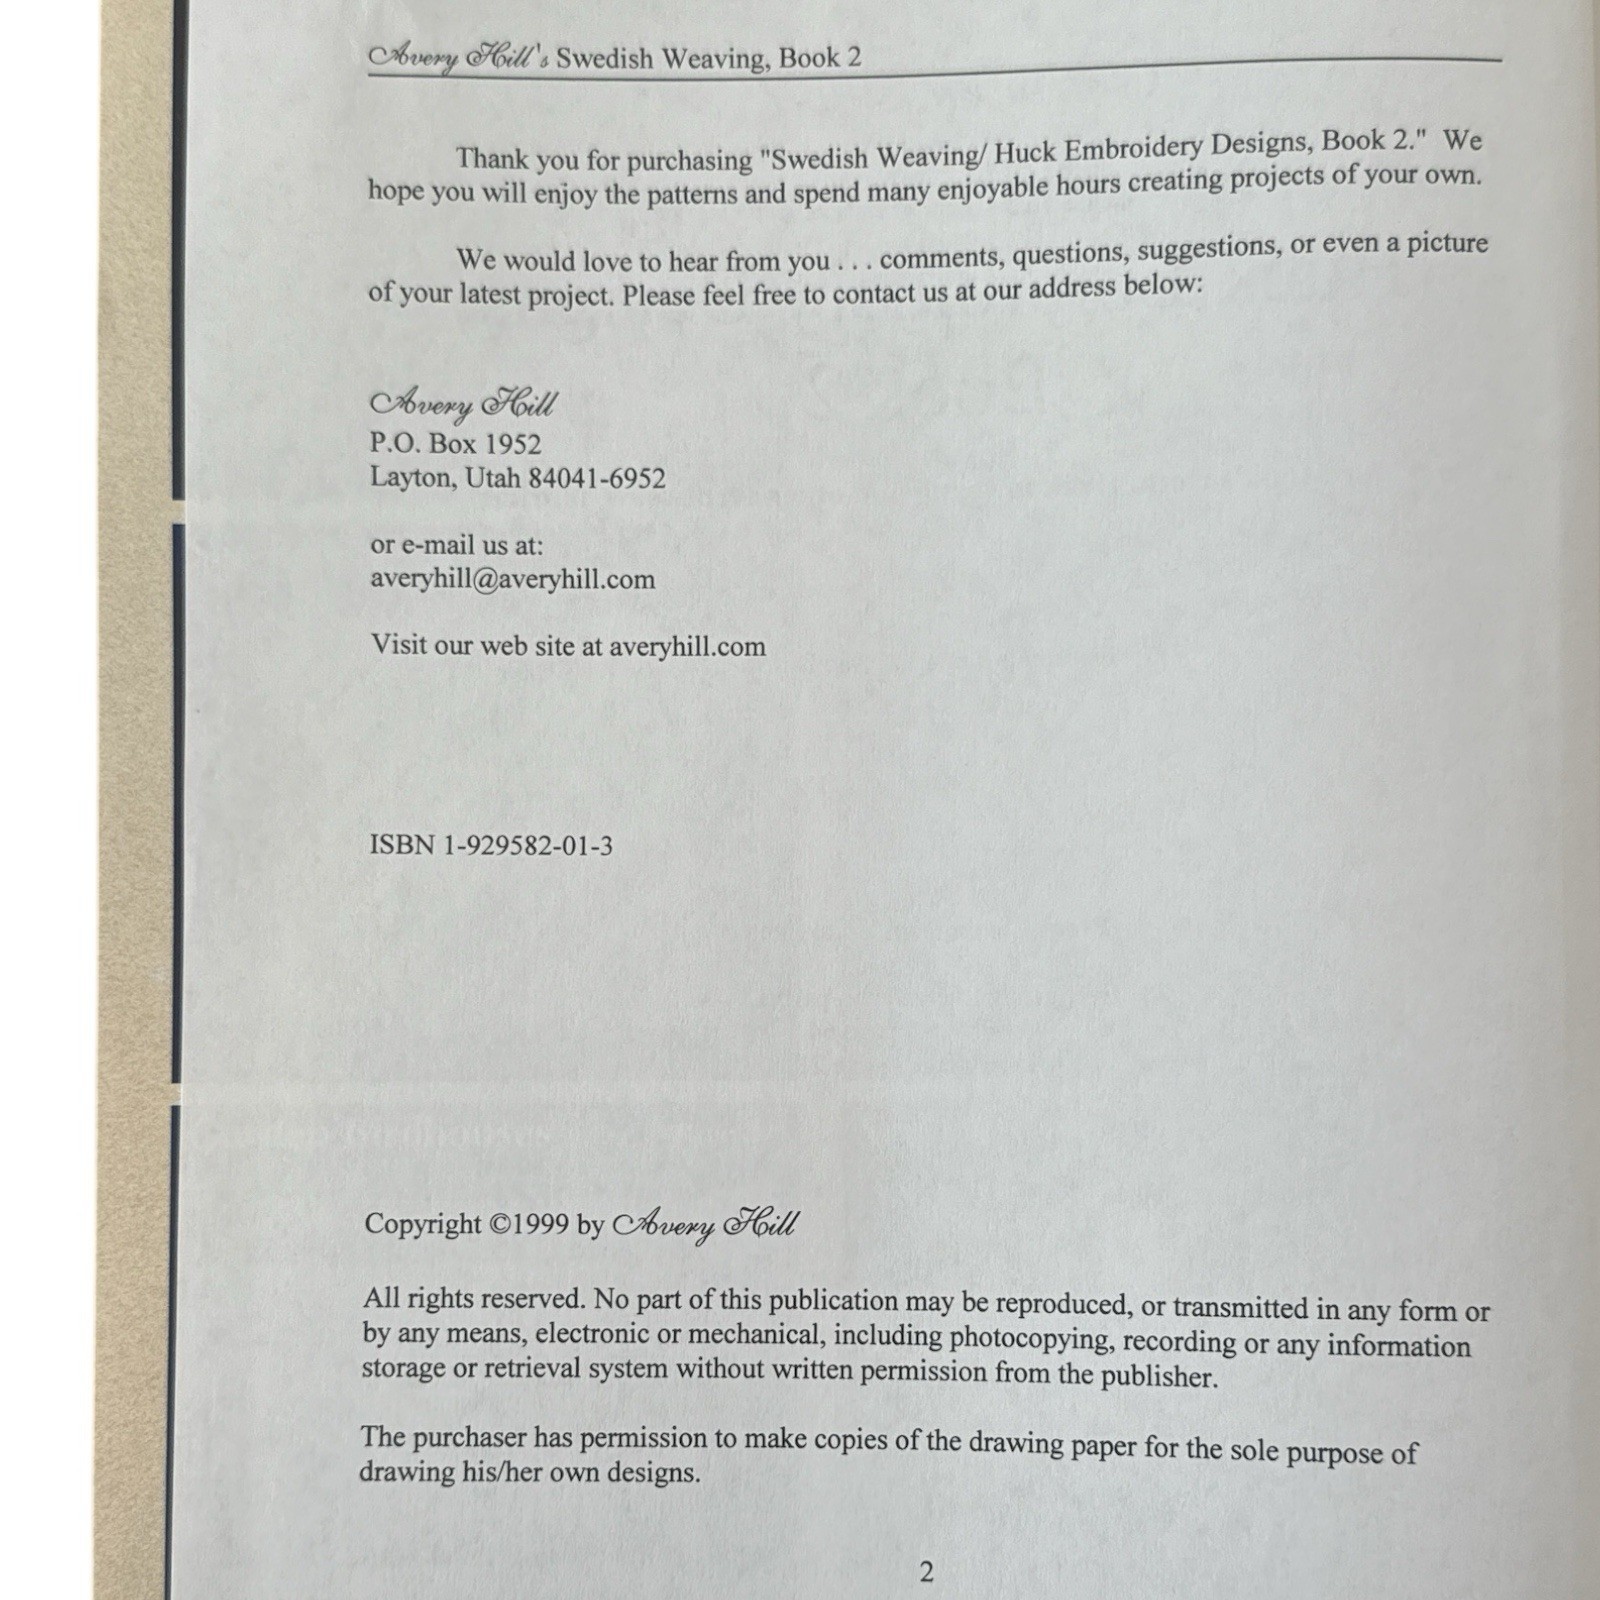 Avery Hill's Swedish Weaving, Book 2
Thank you for purchasing "Swedish Weaving/ Huck Embroidery Designs, Book 2."  We
hope you will enjoy the patterns and spend many enjoyable hours creating projects of your own.
We would love to hear from you . . . comments, questions, suggestions, or even a picture
of your latest project. Please feel free to contact us at our address below:
Avery Hill
P.O. Box 1952
Layton, Utah 84041-6952
or e-mail us at:
averyhill@averyhill.com
Visit our web site at averyhill.com
ISBN 1-929582-01-3
Copyright ©1999 by Avery Hill
All rights reserved. No part of this publication may be reproduced, or transmitted in any form or
by any means, electronic or mechanical, including photocopying, recording or any information
storage or retrieval system without written permission from the publisher.
The purchaser has permission to make copies of the drawing paper for the sole purpose of
drawing his/her own designs.
2